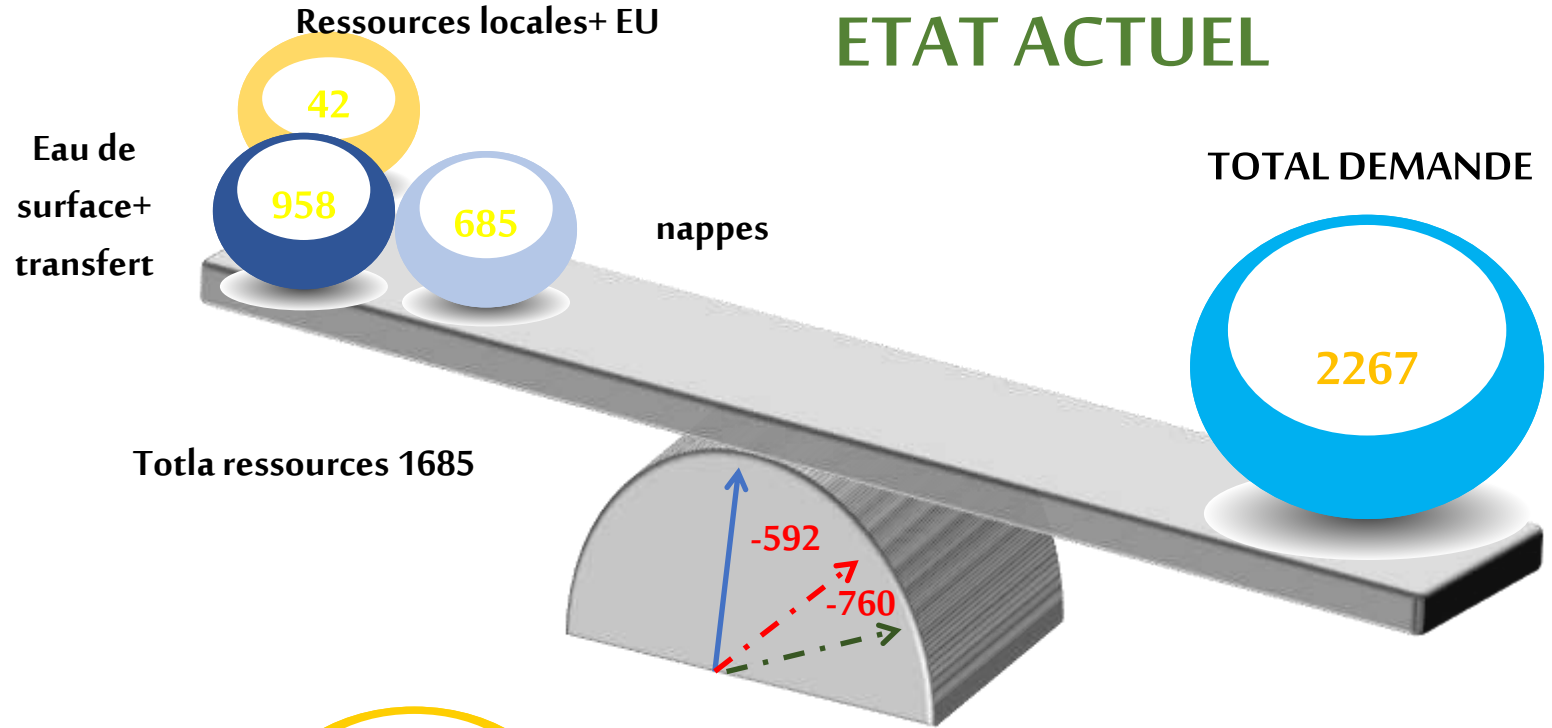 Ressources locales+ EU
ETAT ACTUEL
42
Eau de
surface+
transfert
958
685
nappes
TOTAL DEMANDE
2267
Totla ressources 1685
-592
-760